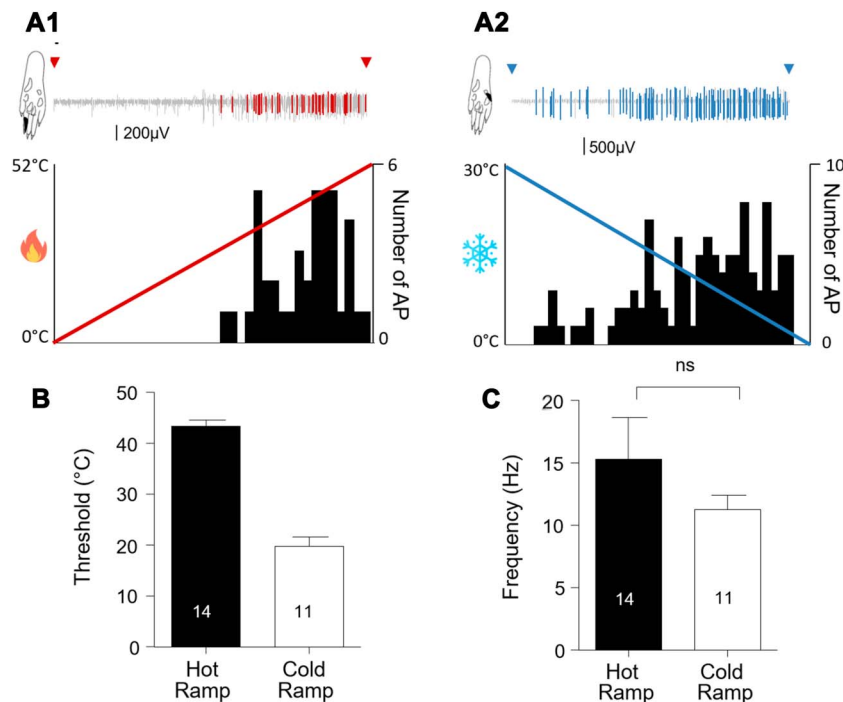 A1
A2
200µV
500µV
52°C
6
Number of AP
0°C
0
30°C
10
Number of AP
0°C
0
ns
B
50
40
30
20
10
0
Threshold (°C)
14
11
Hot
Ramp
Cold
Ramp
C
20
15
10
5
0
Frequency (Hz)
14
11
Hot
Ramp
Cold
Ramp